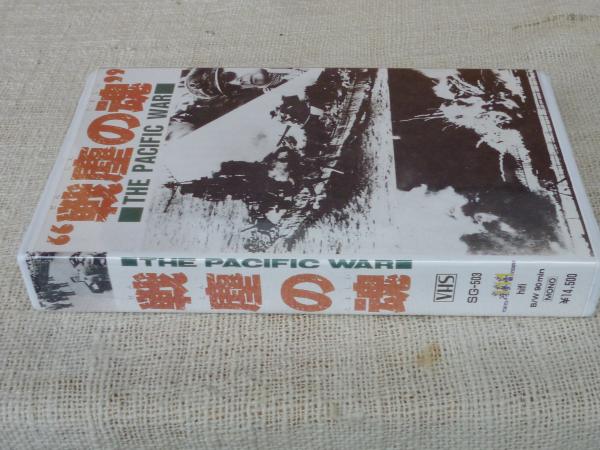 “戦塵の魂”
■THE PACIFIC WAR■
■THE PACIFIC WAR■
戦塵の魂
VHS
SG-503
hifi
B/W 90min
MONO
¥14,500